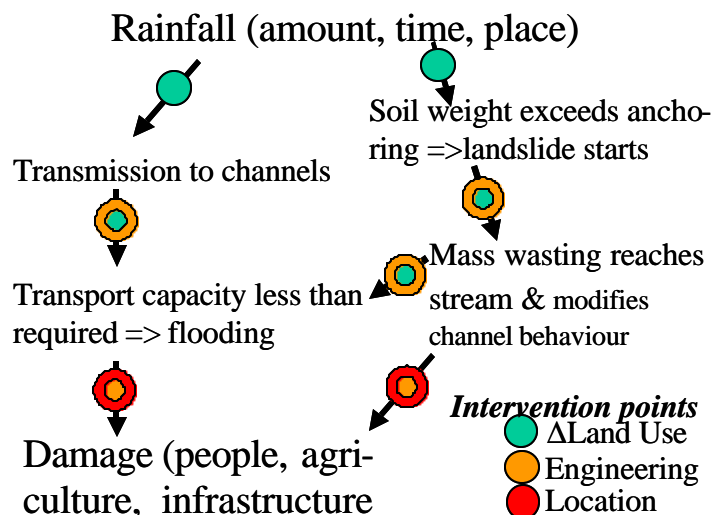 Rainfall (amount, time, place)
Soil weight exceeds ancho-
ring =>landslide starts
Transmission to channels
Mass wasting reaches
stream & modifies
channel behaviour
Transport capacity less than
required => flooding
Damage (people, agri-
culture, infrastructure
Intervention points
ΔLand Use
Engineering
Location